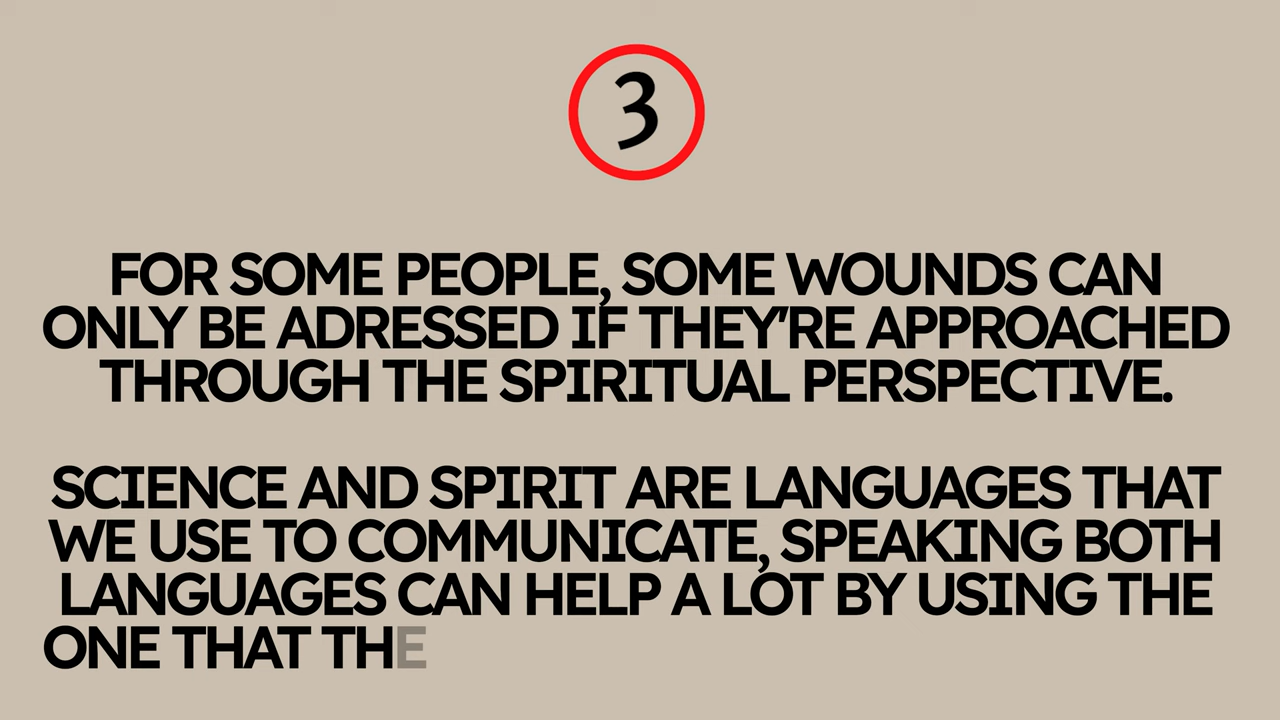 3
FOR SOME PEOPLE, SOME WOUNDS CAN
ONLY BE ADRESSED IF THEY'RE APPROACHED
THROUGH THE SPIRITUAL PERSPECTIVE.
SCIENCE AND SPIRIT ARE LANGUAGES THAT
WE USE TO COMMUNICATE, SPEAKING BOTH
LANGUAGES CAN HELP A LOT BY USING THE
ONE THAT THE